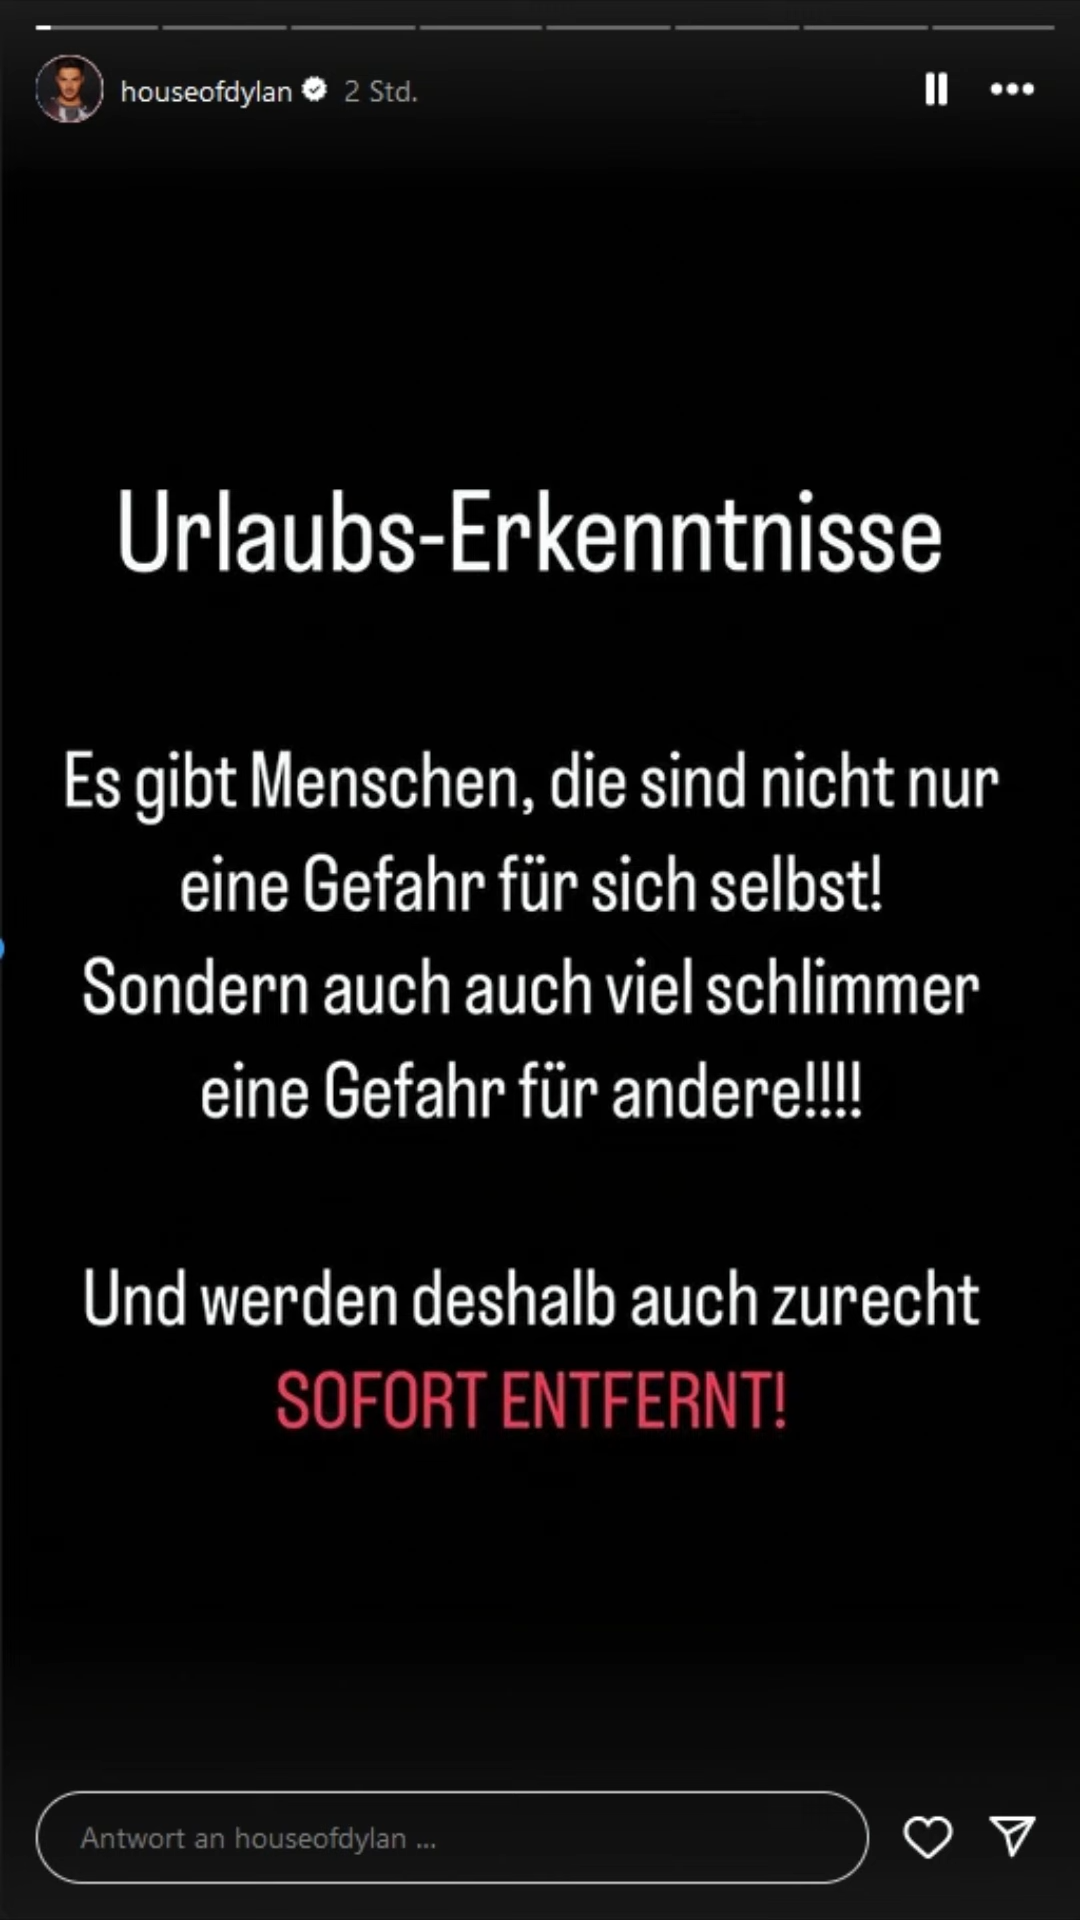 houseofdylan 2 Std.
Urlaubs-Erkenntnisse
Es gibt Menschen, die sind nicht nur
eine Gefahr für sich selbst!
Sondern auch auch viel schlimmer
eine Gefahr für andere!!!!
Und werden deshalb auch zurecht
SOFORT ENTFERNT!
Antwort an houseofdylan ...